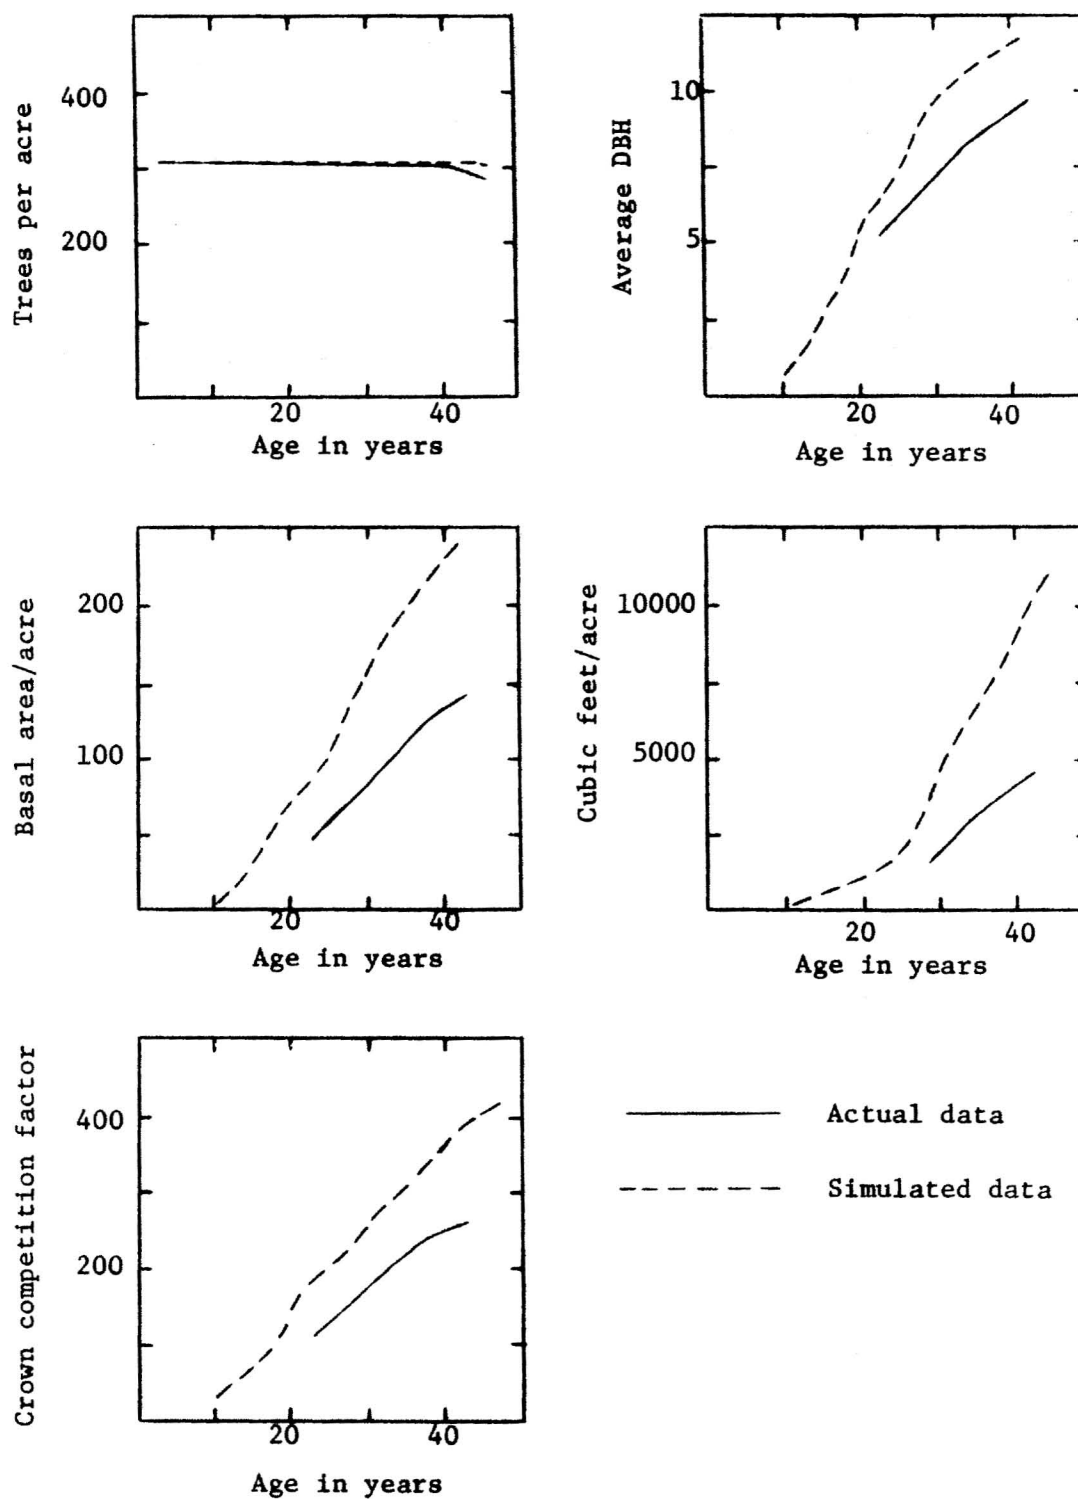 Trees per acre
400
200
20
40
Age in years
Average DBH
10
5
20
40
Age in years
Basal area/acre
200
100
20
40
Age in years
Cubic feet/acre
10000
5000
20
40
Age in years
Crown competition factor
400
200
20
40
Age in years
Actual data
Simulated data